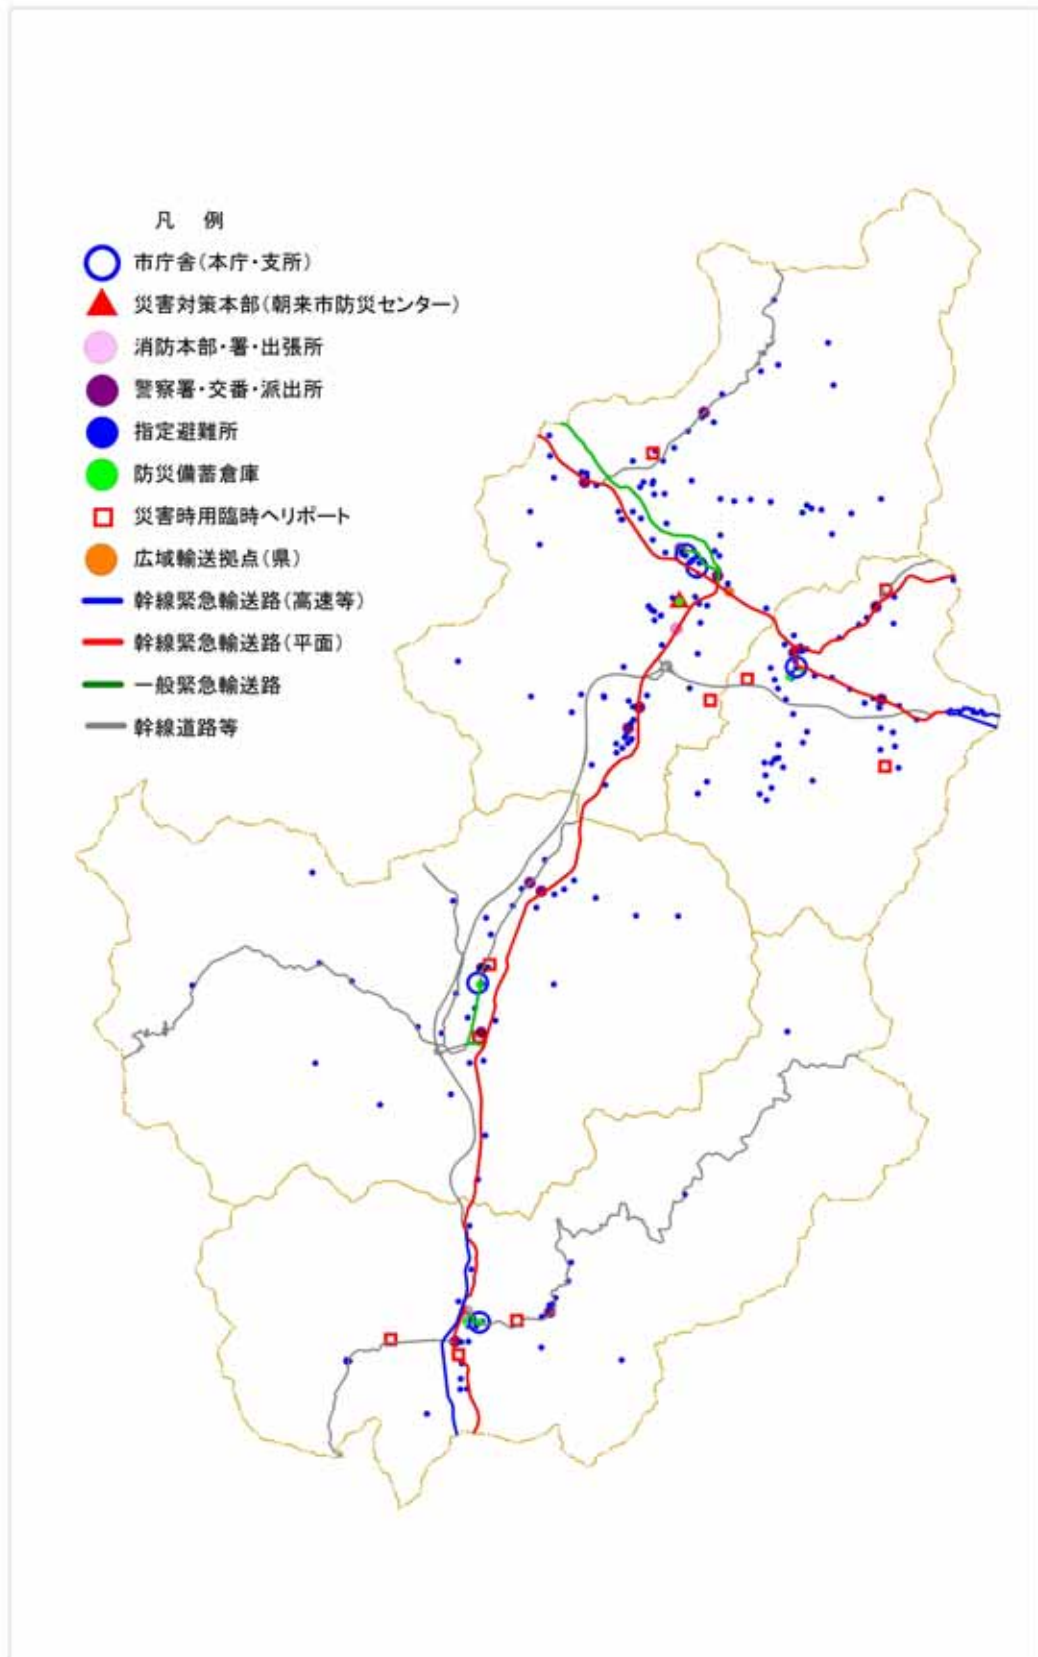 凡 例
市庁舎(本庁・支所)
災害対策本部(朝来市防災センター)
消防本部・署・出張所
警察署・交番・派出所
指定避難所
防災備蓄倉庫
災害時用臨時ヘリポート
広域輸送拠点(県)
幹線緊急輸送路(高速等)
幹線緊急輸送路(平面)
一般緊急輸送路
幹線道路等